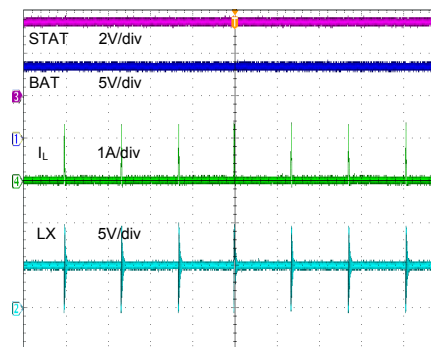 T
STAT 2V/div
BAT 5V/div
3
1
IL 1A/div
4
LX 5V/div
2